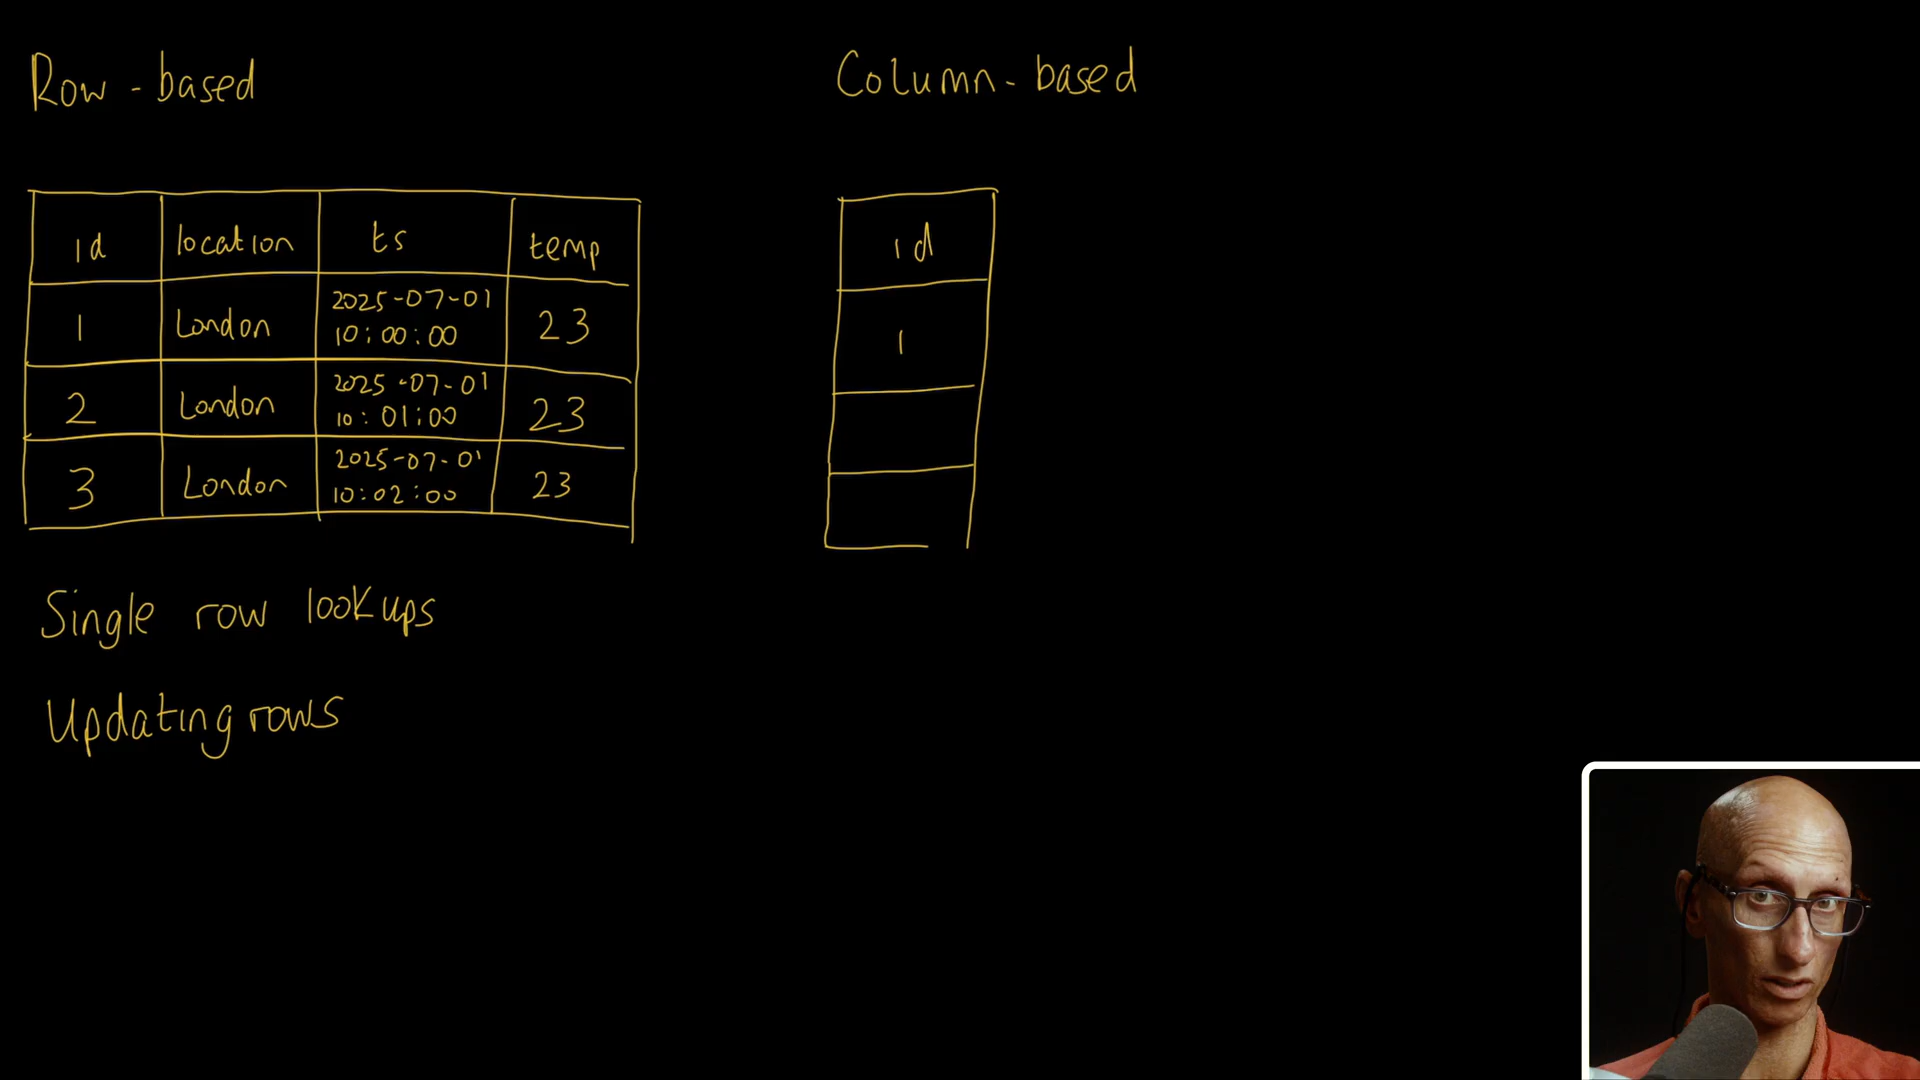 Row-based
Column-based
id location ts temp
1 London 2025-07-01 23
10:00:00
2 London 2025-07-01 23
10:01:00
3 London 2025-07-01 23
10:02:00
id
1
Single row lookups
Updating rows